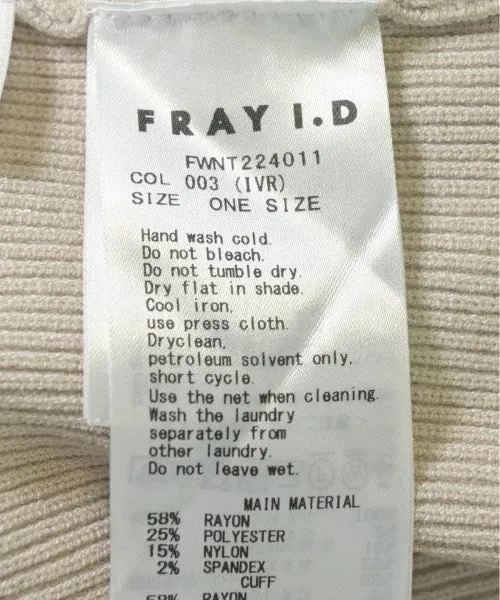 FRAY I.D
FWNT224011
COL 003 (IVR)
SIZE ONE SIZE
Hand wash cold.
Do not bleach.
Do not tumble dry.
Dry flat in shade.
Cool iron,
use press cloth.
Dryclean,
petroleum solvent only,
short cycle.
Use the net when cleaning.
Wash the laundry
separately from
other laundry.
Do not leave wet.
MAIN MATERIAL
58% RAYON
25% POLYESTER
15% NYLON
2% SPANDEX
CUFF
RAYON